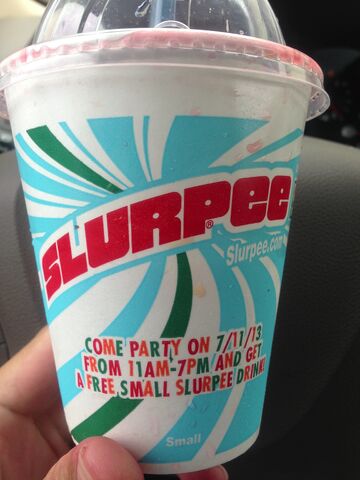 SLURPEE®
Slurpee.com
COME PARTY ON 7/11/13
FROM 11AM-7PM AND GET
A FREE SMALL SLURPEE DRINK!
Small